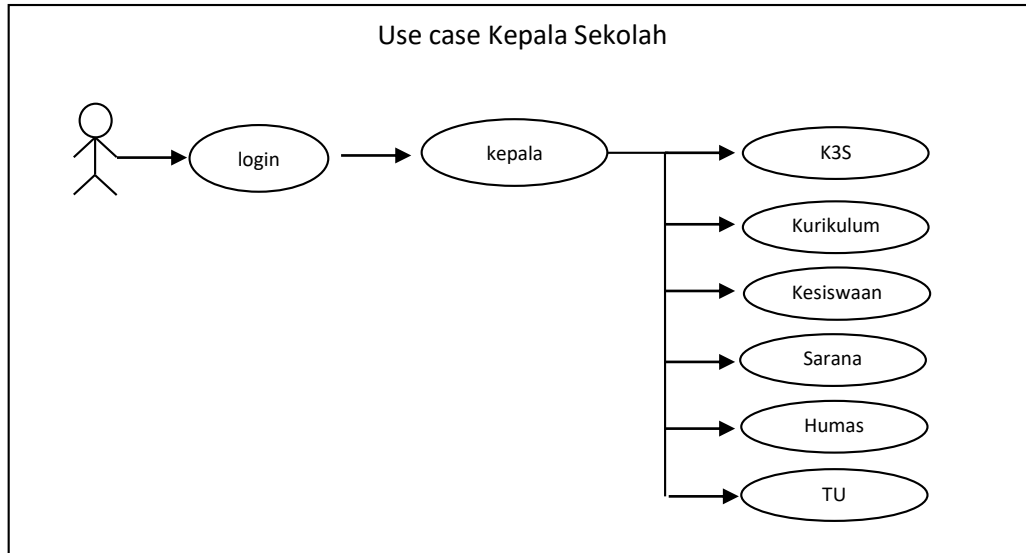 Use case Kepala Sekolah
login
kepala
K3S
Kurikulum
Kesiswaan
Sarana
Humas
TU